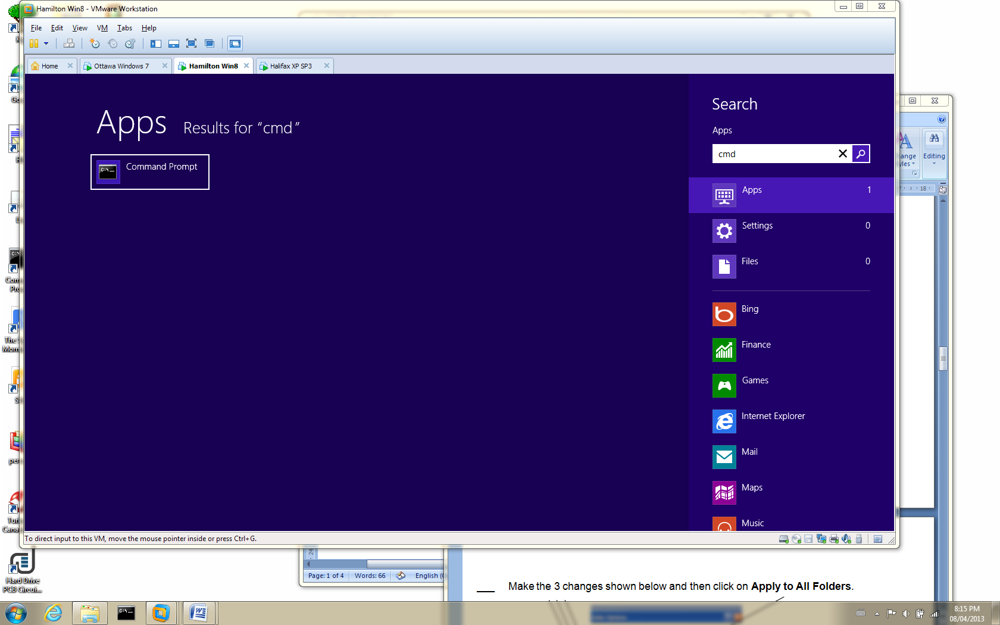 Hamilton Win8 - VMware Workstation
File Edit View VM Tabs Help
Home
Ottawa Windows 7
Hamilton Win8
Halifax XP SP3
Apps Results for “cmd”
Command Prompt
Search
Apps
cmd
Apps 1
Settings 0
Files 0
Bing
Finance
Games
Internet Explorer
Mail
Maps
Music
To direct input to this VM, move the mouse pointer inside or press Ctrl+G.
Editing
18
24
Page: 1 of 4 Words: 66 English
Make the 3 changes shown below and then click on Apply to All Folders.
Hard Drive
PCB Circui...
8:15 PM
08/04/2013